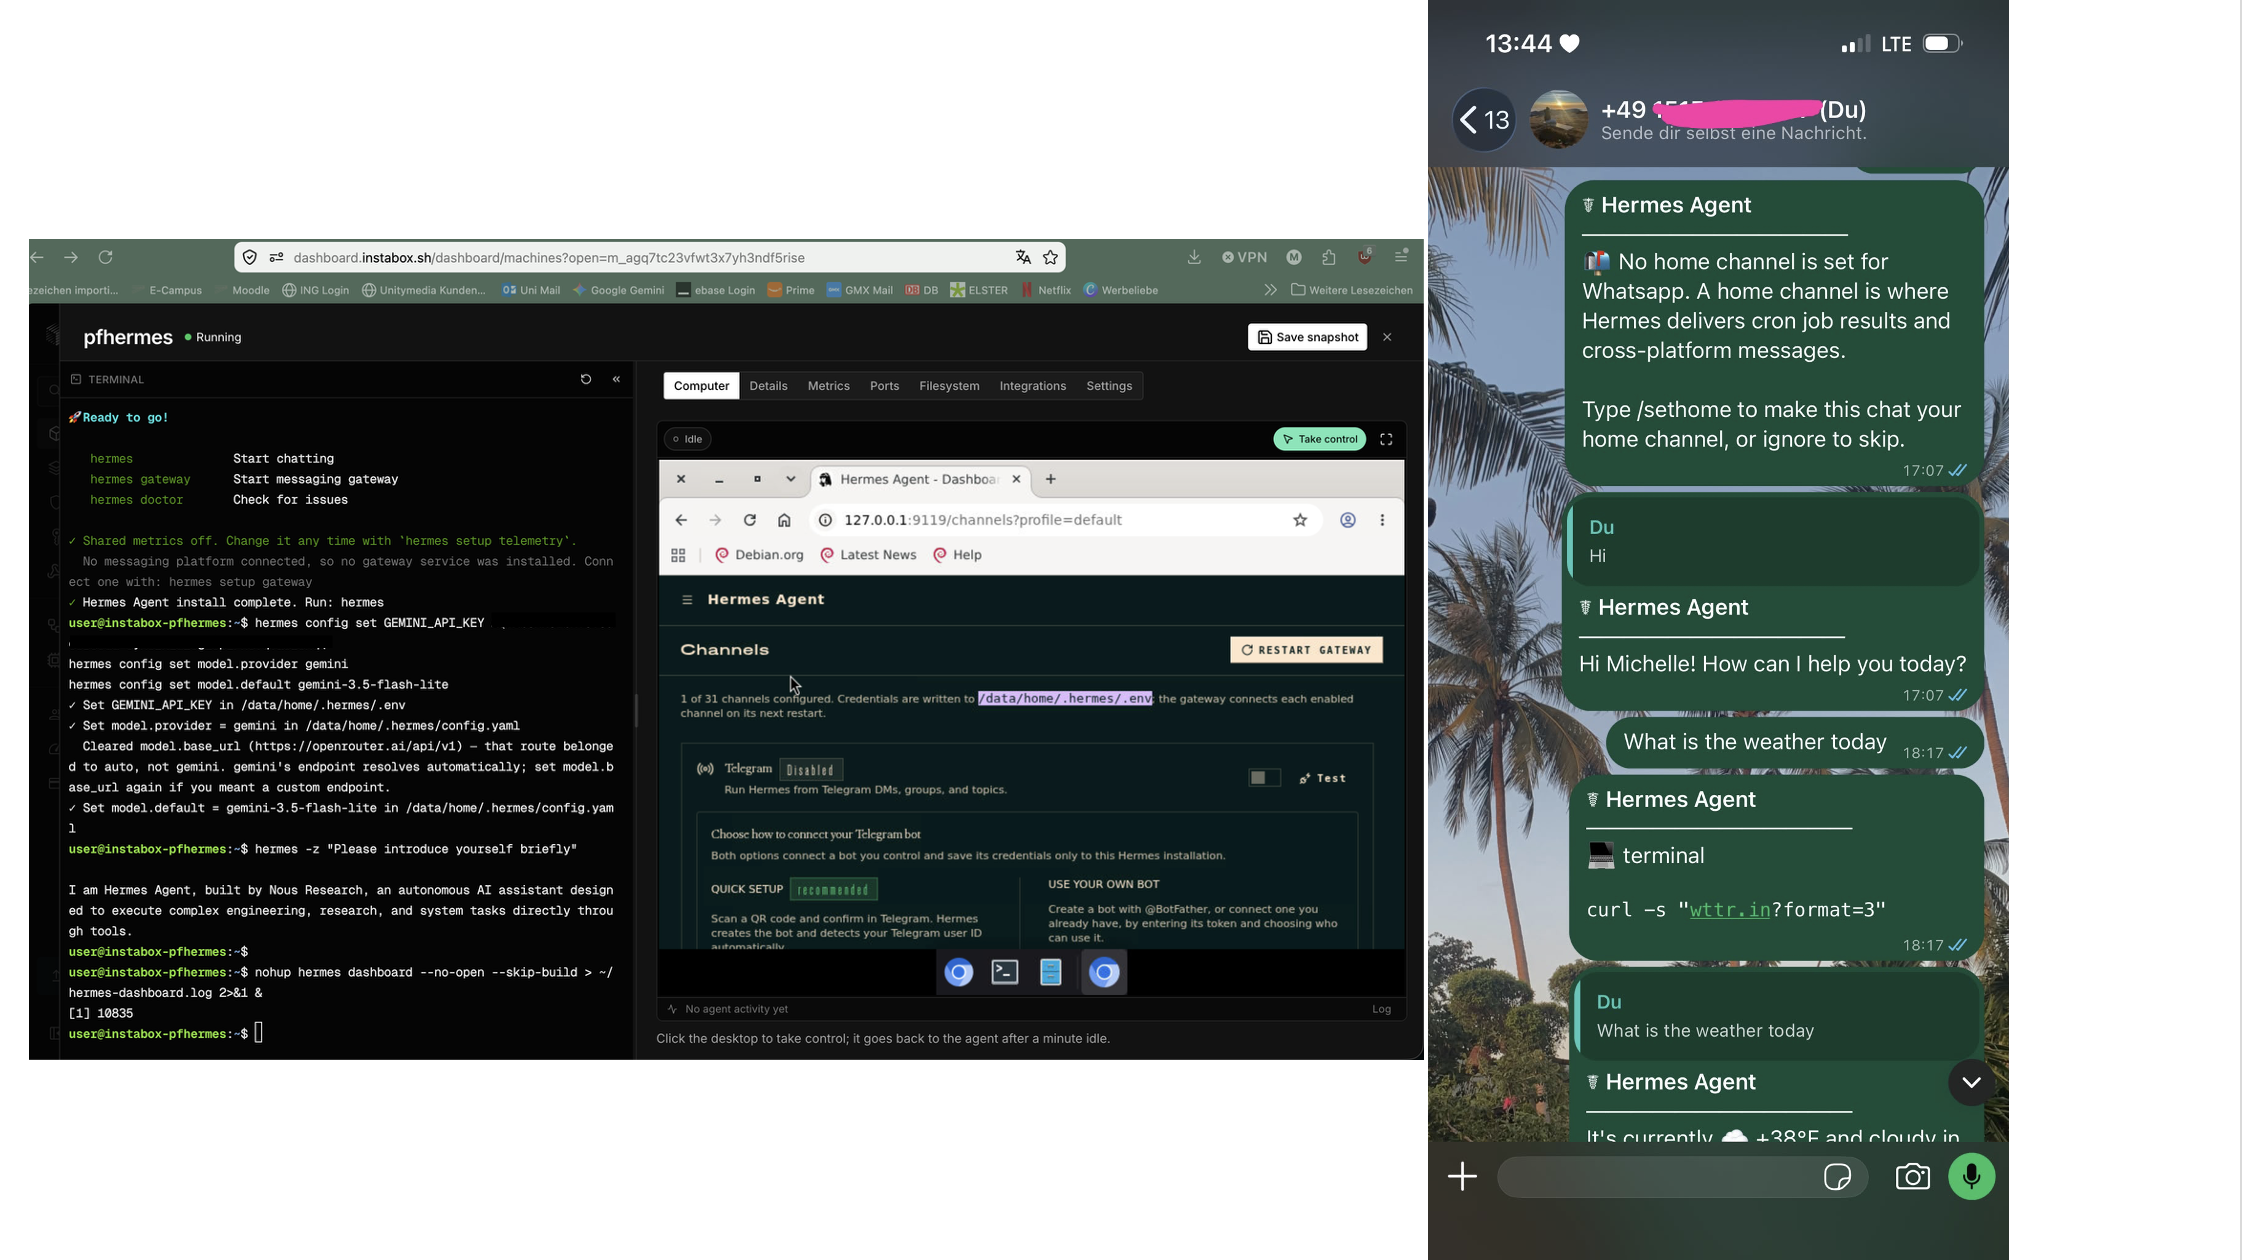 dashboard.instabox.sh/dashboard/machines?open=m_agq7tc23vfwt3x7yh3ndf5rise
VPN
ezeichen importi...
E-Campus
Moodle
ING Login
Unitymedia Kunden...
Uni Mail
Google Gemini
ebase Login
Prime
GMX Mail
DB
ELSTER
Netflix
Werbeliebe
Weitere Lesezeichen
pfhermes
Running
Save snapshot
TERMINAL
🚀Ready to go!
hermes Start chatting
hermes gateway Start messaging gateway
hermes doctor Check for issues
✓ Shared metrics off. Change it any time with `hermes setup telemetry`.
No messaging platform connected, so no gateway service was installed. Conn
ect one with: hermes setup gateway
✓ Hermes Agent install complete. Run: hermes
user@instabox-pfhermes:~$ hermes config set GEMINI_API_KEY
hermes config set model.provider gemini
hermes config set model.default gemini-3.5-flash-lite
✓ Set GEMINI_API_KEY in /data/home/.hermes/.env
✓ Set model.provider = gemini in /data/home/.hermes/config.yaml
Cleared model.base_url (https://openrouter.ai/api/v1) — that route belonge
d to auto, not gemini. gemini's endpoint resolves automatically; set model.b
ase_url again if you meant a custom endpoint.
✓ Set model.default = gemini-3.5-flash-lite in /data/home/.hermes/config.yam
l
user@instabox-pfhermes:~$ hermes -z "Please introduce yourself briefly"
I am Hermes Agent, built by Nous Research, an autonomous AI assistant design
ed to execute complex engineering, research, and system tasks directly throu
gh tools.
user@instabox-pfhermes:~$
user@instabox-pfhermes:~$ nohup hermes dashboard --no-open --skip-build > ~/
hermes-dashboard.log 2>&1 &
[1] 10835
user@instabox-pfhermes:~$
Computer
Details
Metrics
Ports
Filesystem
Integrations
Settings
Idle
Take control
Hermes Agent - Dashboa
127.0.0.1:9119/channels?profile=default
Debian.org
Latest News
Help
Hermes Agent
Channels
RESTART GATEWAY
1 of 31 channels configured. Credentials are written to /data/home/.hermes/.env; the gateway connects each enabled
channel on its next restart.
Telegram Disabled
Test
Run Hermes from Telegram DMs, groups, and topics.
Choose how to connect your Telegram bot
Both options connect a bot you control and save its credentials only to this Hermes installation.
QUICK SETUP recommended
Scan a QR code and confirm in Telegram. Hermes
creates the bot and detects your Telegram user ID
automatically
USE YOUR OWN BOT
Create a bot with @BotFather, or connect one you
already have, by entering its token and choosing who
can use it.
No agent activity yet
Log
Click the desktop to take control; it goes back to the agent after a minute idle.
13:44
LTE
13
+49 (Du)
Sende dir selbst eine Nachricht.
☤ Hermes Agent
📬 No home channel is set for
Whatsapp. A home channel is where
Hermes delivers cron job results and
cross-platform messages.
Type /sethome to make this chat your
home channel, or ignore to skip.
17:07
Du
Hi
☤ Hermes Agent
Hi Michelle! How can I help you today?
17:07
What is the weather today
18:17
☤ Hermes Agent
💻 terminal
curl -s "wttr.in?format=3"
18:17
Du
What is the weather today
☤ Hermes Agent
It's currently ☁️ +38°F and cloudy in